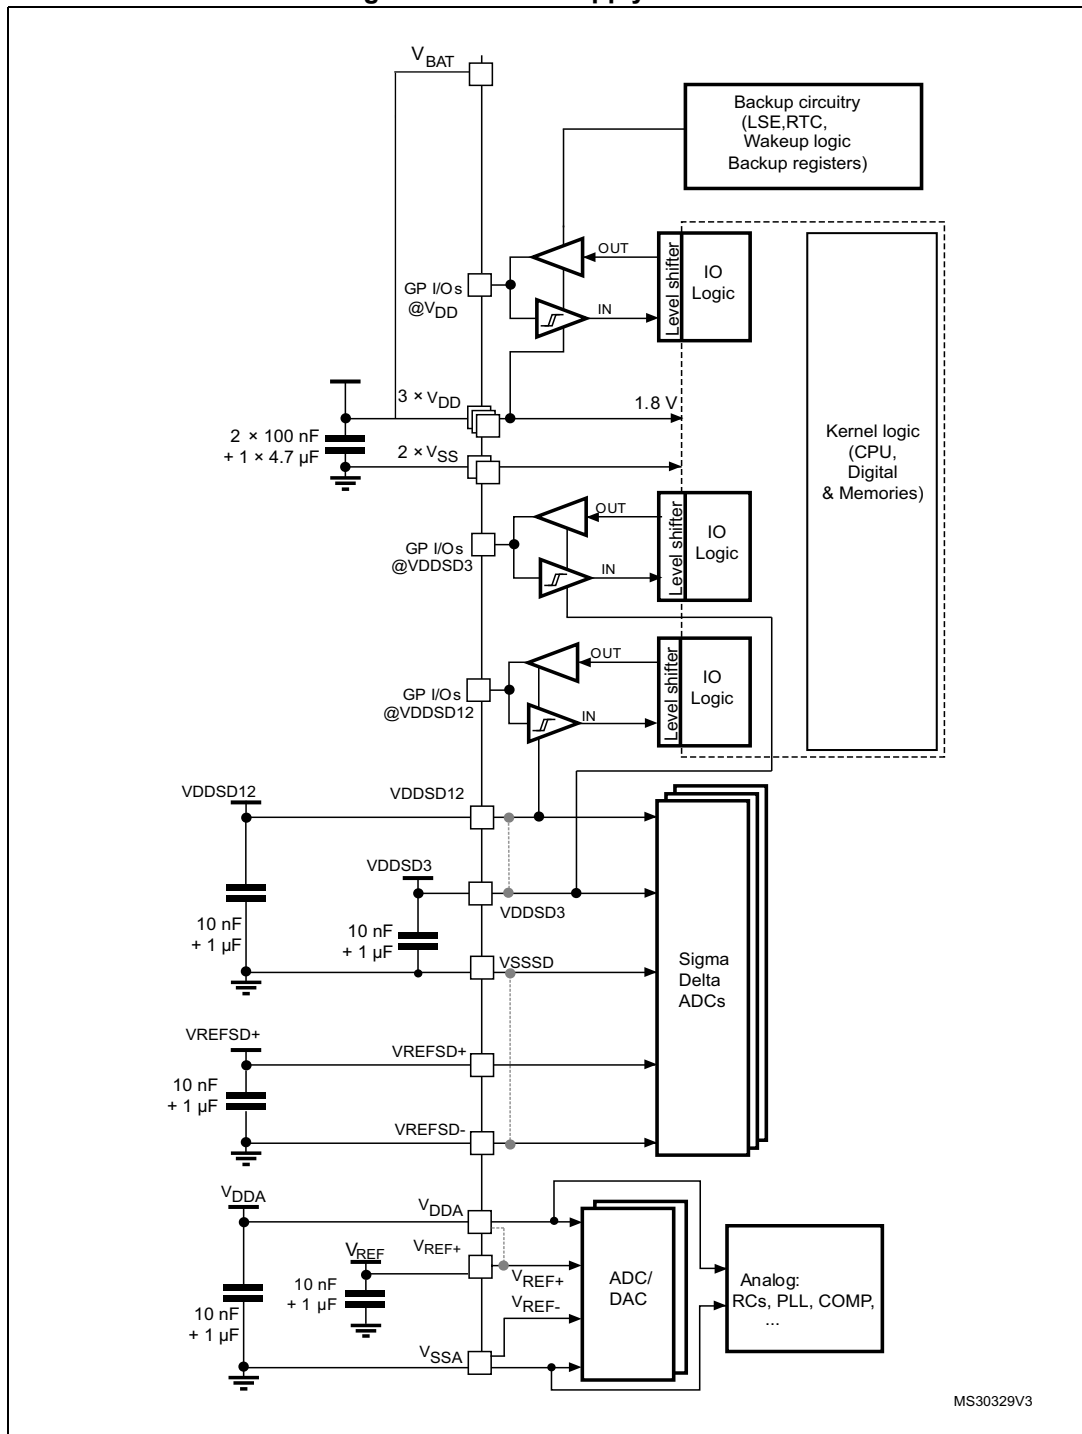 V BAT
Backup circuitry
(LSE,RTC,
Wakeup logic
Backup registers)
OUT
Level shifter
IO
Logic
GP I/Os
@VDD
IN
3 × VDD
1.8 V
2 × 100 nF
+ 1 × 4.7 µF
2 × VSS
Kernel logic
(CPU,
Digital
& Memories)
OUT
Level shifter
IO
Logic
GP I/Os
@VDDSD3
IN
OUT
Level shifter
IO
Logic
GP I/Os
@VDDSD12
IN
VDDSD12
VDDSD12
VDDSD3
VDDSD3
10 nF
+ 1 µF
10 nF
+ 1 µF
VSSSD
Sigma
Delta
ADCs
VREFSD+
VREFSD+
10 nF
+ 1 µF
VREFSD-
VDDA
VDDA
VREF+
VREF
VREF+
10 nF
+ 1 µF
VREF-
ADC/
DAC
Analog:
RCs, PLL, COMP,
...
10 nF
+ 1 µF
VSSA
MS30329V3